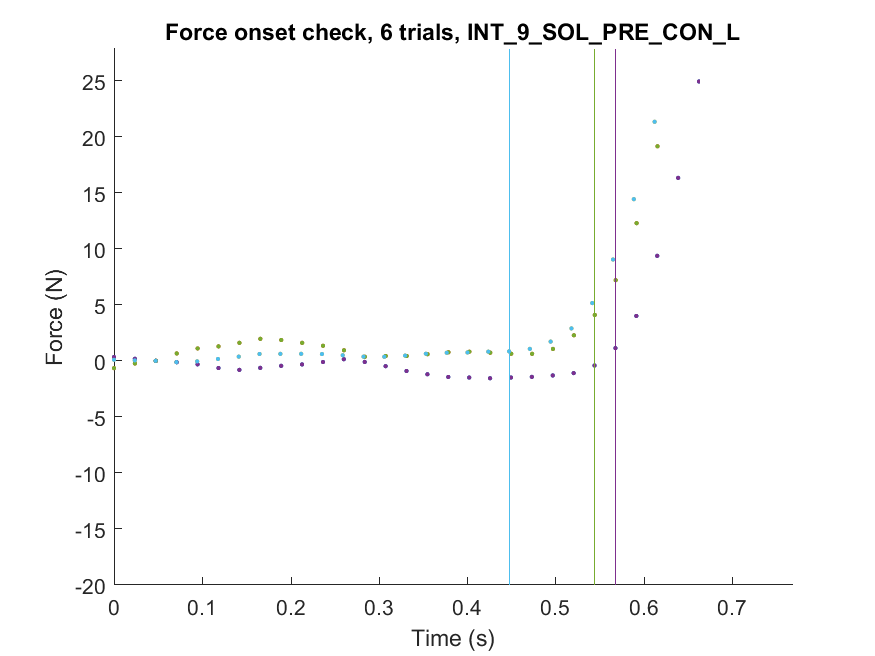 Force onset check, 6 trials, INT_9_SOL_PRE_CON_L
25
20
15
10
5
0
-5
-10
-15
-20
Force (N)
0 0.1 0.2 0.3 0.4 0.5 0.6 0.7
Time (s)